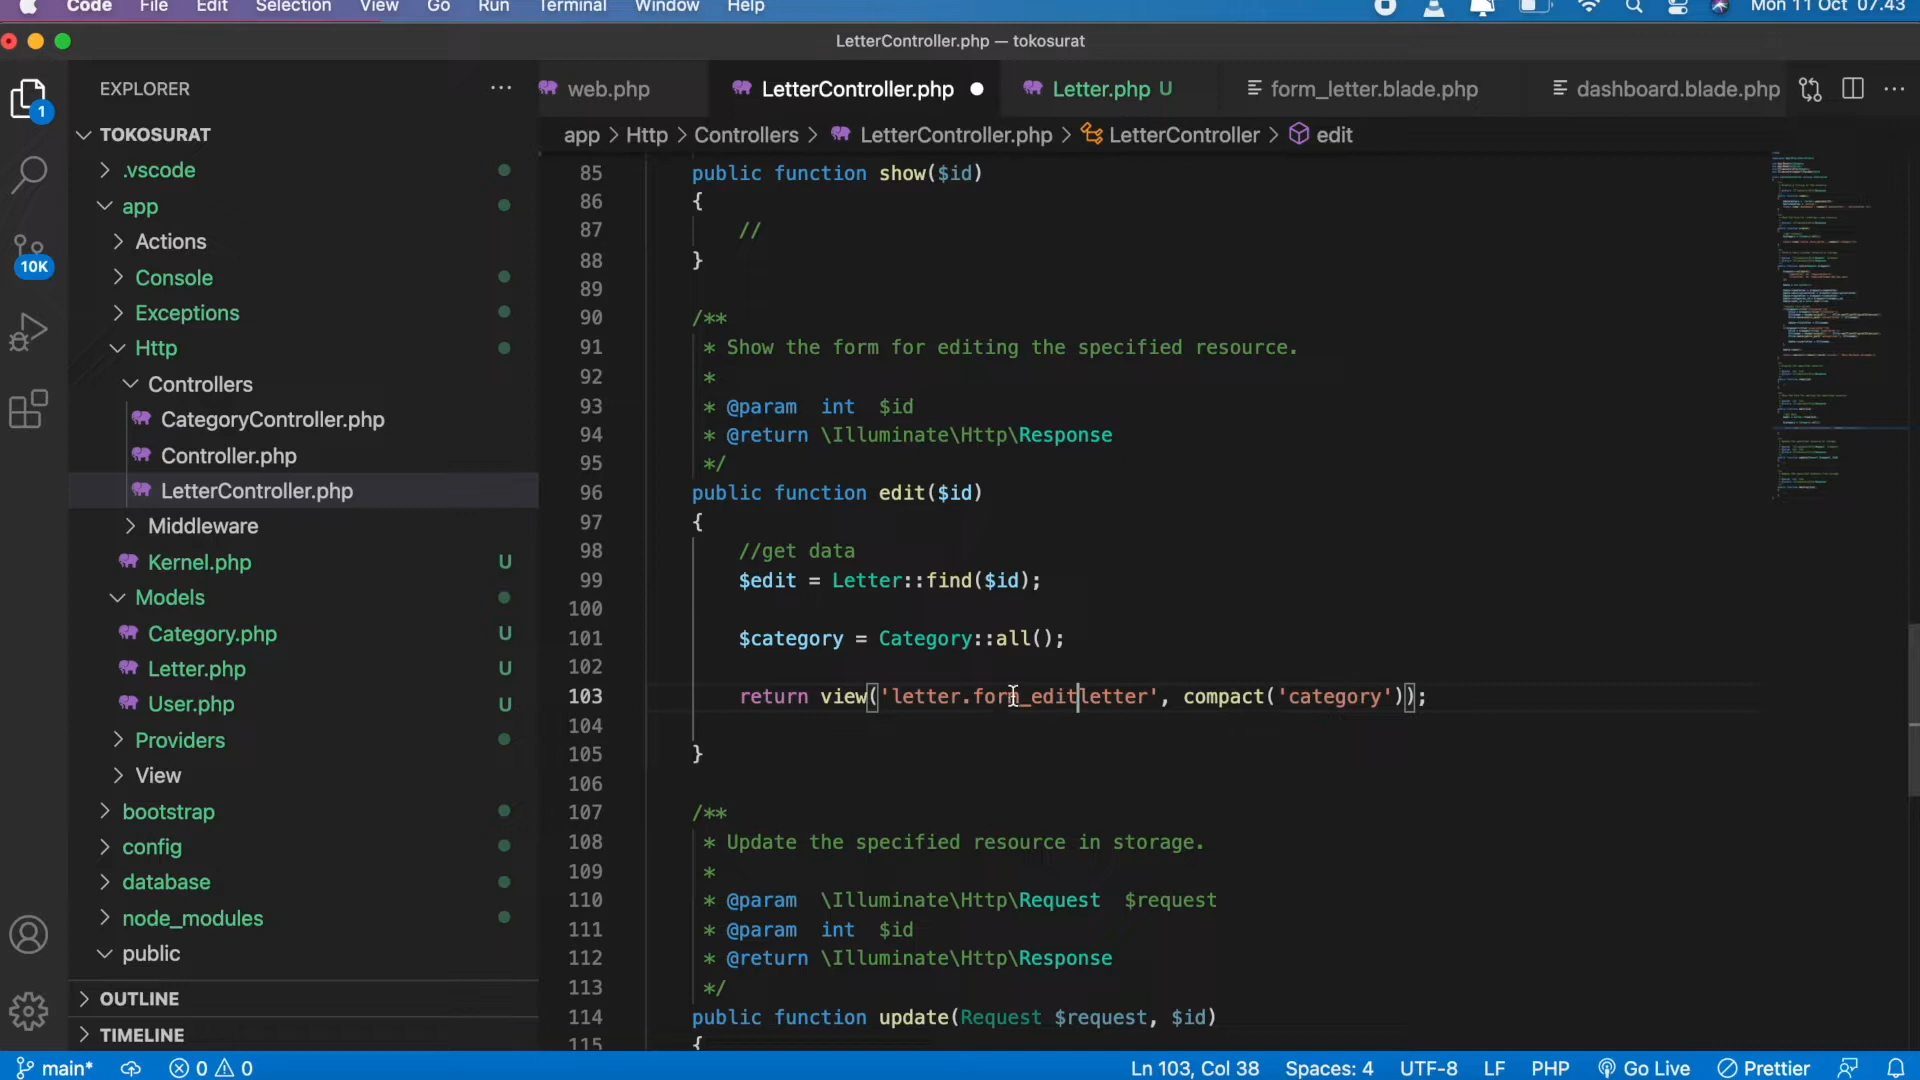 Code File Edit Selection View Go Run Terminal Window Help Mon 11 Oct 07.43
LetterController.php — tokosurat
EXPLORER
web.php LetterController.php Letter.php U form_letter.blade.php dashboard.blade.php
1
app > Http > Controllers > LetterController.php > LetterController > edit
TOKOSURAT
.vscode
app
Actions
Console
10K
Exceptions
Http
Controllers
CategoryController.php
Controller.php
LetterController.php
Middleware
Kernel.php U
Models
Category.php U
Letter.php U
User.php U
Providers
View
bootstrap
config
database
node_modules
public
OUTLINE
TIMELINE
85 public function show($id)
86 {
87 //
88 }
89
90 /**
91 * Show the form for editing the specified resource.
92 *
93 * @param int $id
94 * @return \Illuminate\Http\Response
95 */
96 public function edit($id)
97 {
98 //get data
99 $edit = Letter::find($id);
100
101 $category = Category::all();
102
103 return view('letter.form_editletter', compact('category'));
104
105 }
106
107 /**
108 * Update the specified resource in storage.
109 *
110 * @param \Illuminate\Http\Request $request
111 * @param int $id
112 * @return \Illuminate\Http\Response
113 */
114 public function update(Request $request, $id)
115 {
main* 0 0 Ln 103, Col 38 Spaces: 4 UTF-8 LF PHP Go Live Prettier